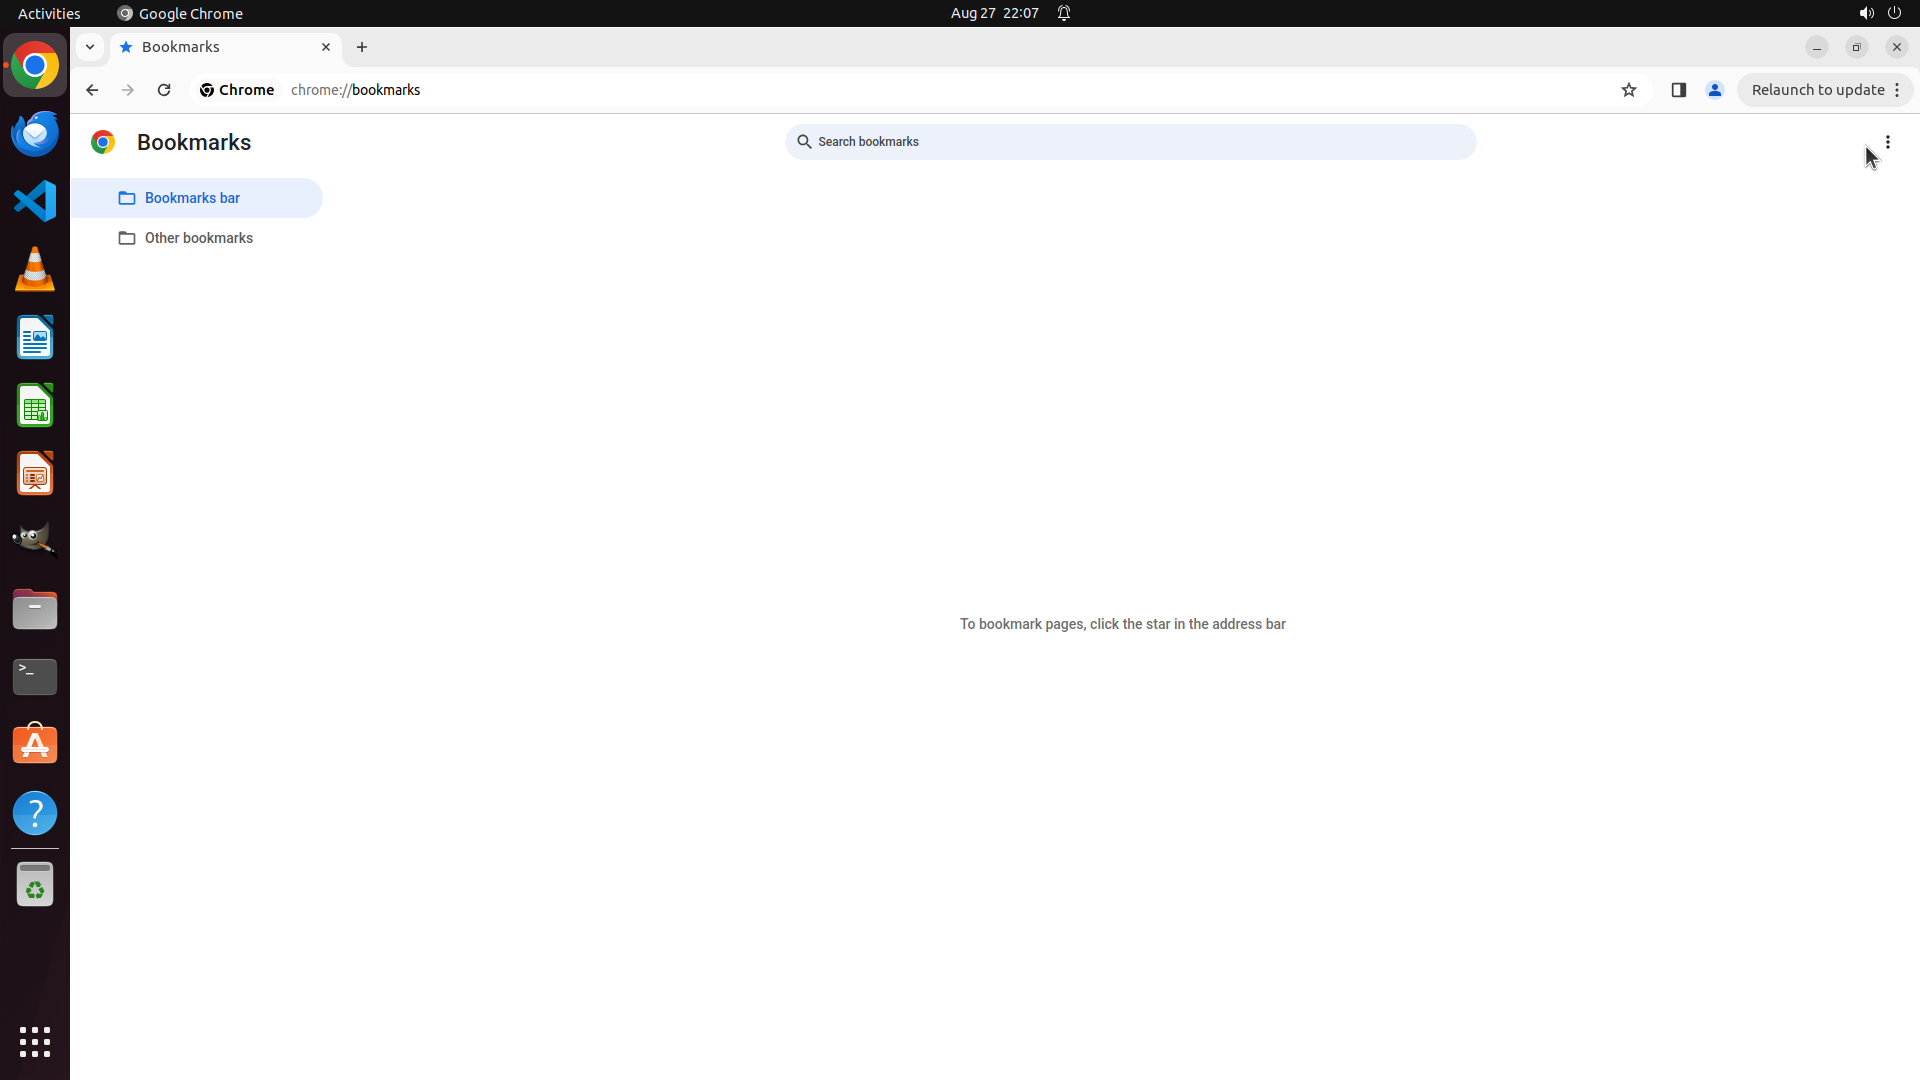 Activities
Google Chrome
Aug 27 22:07
Bookmarks
Chrome
chrome://bookmarks
Relaunch to update
Bookmarks
Search bookmarks
Bookmarks bar
Other bookmarks
To bookmark pages, click the star in the address bar